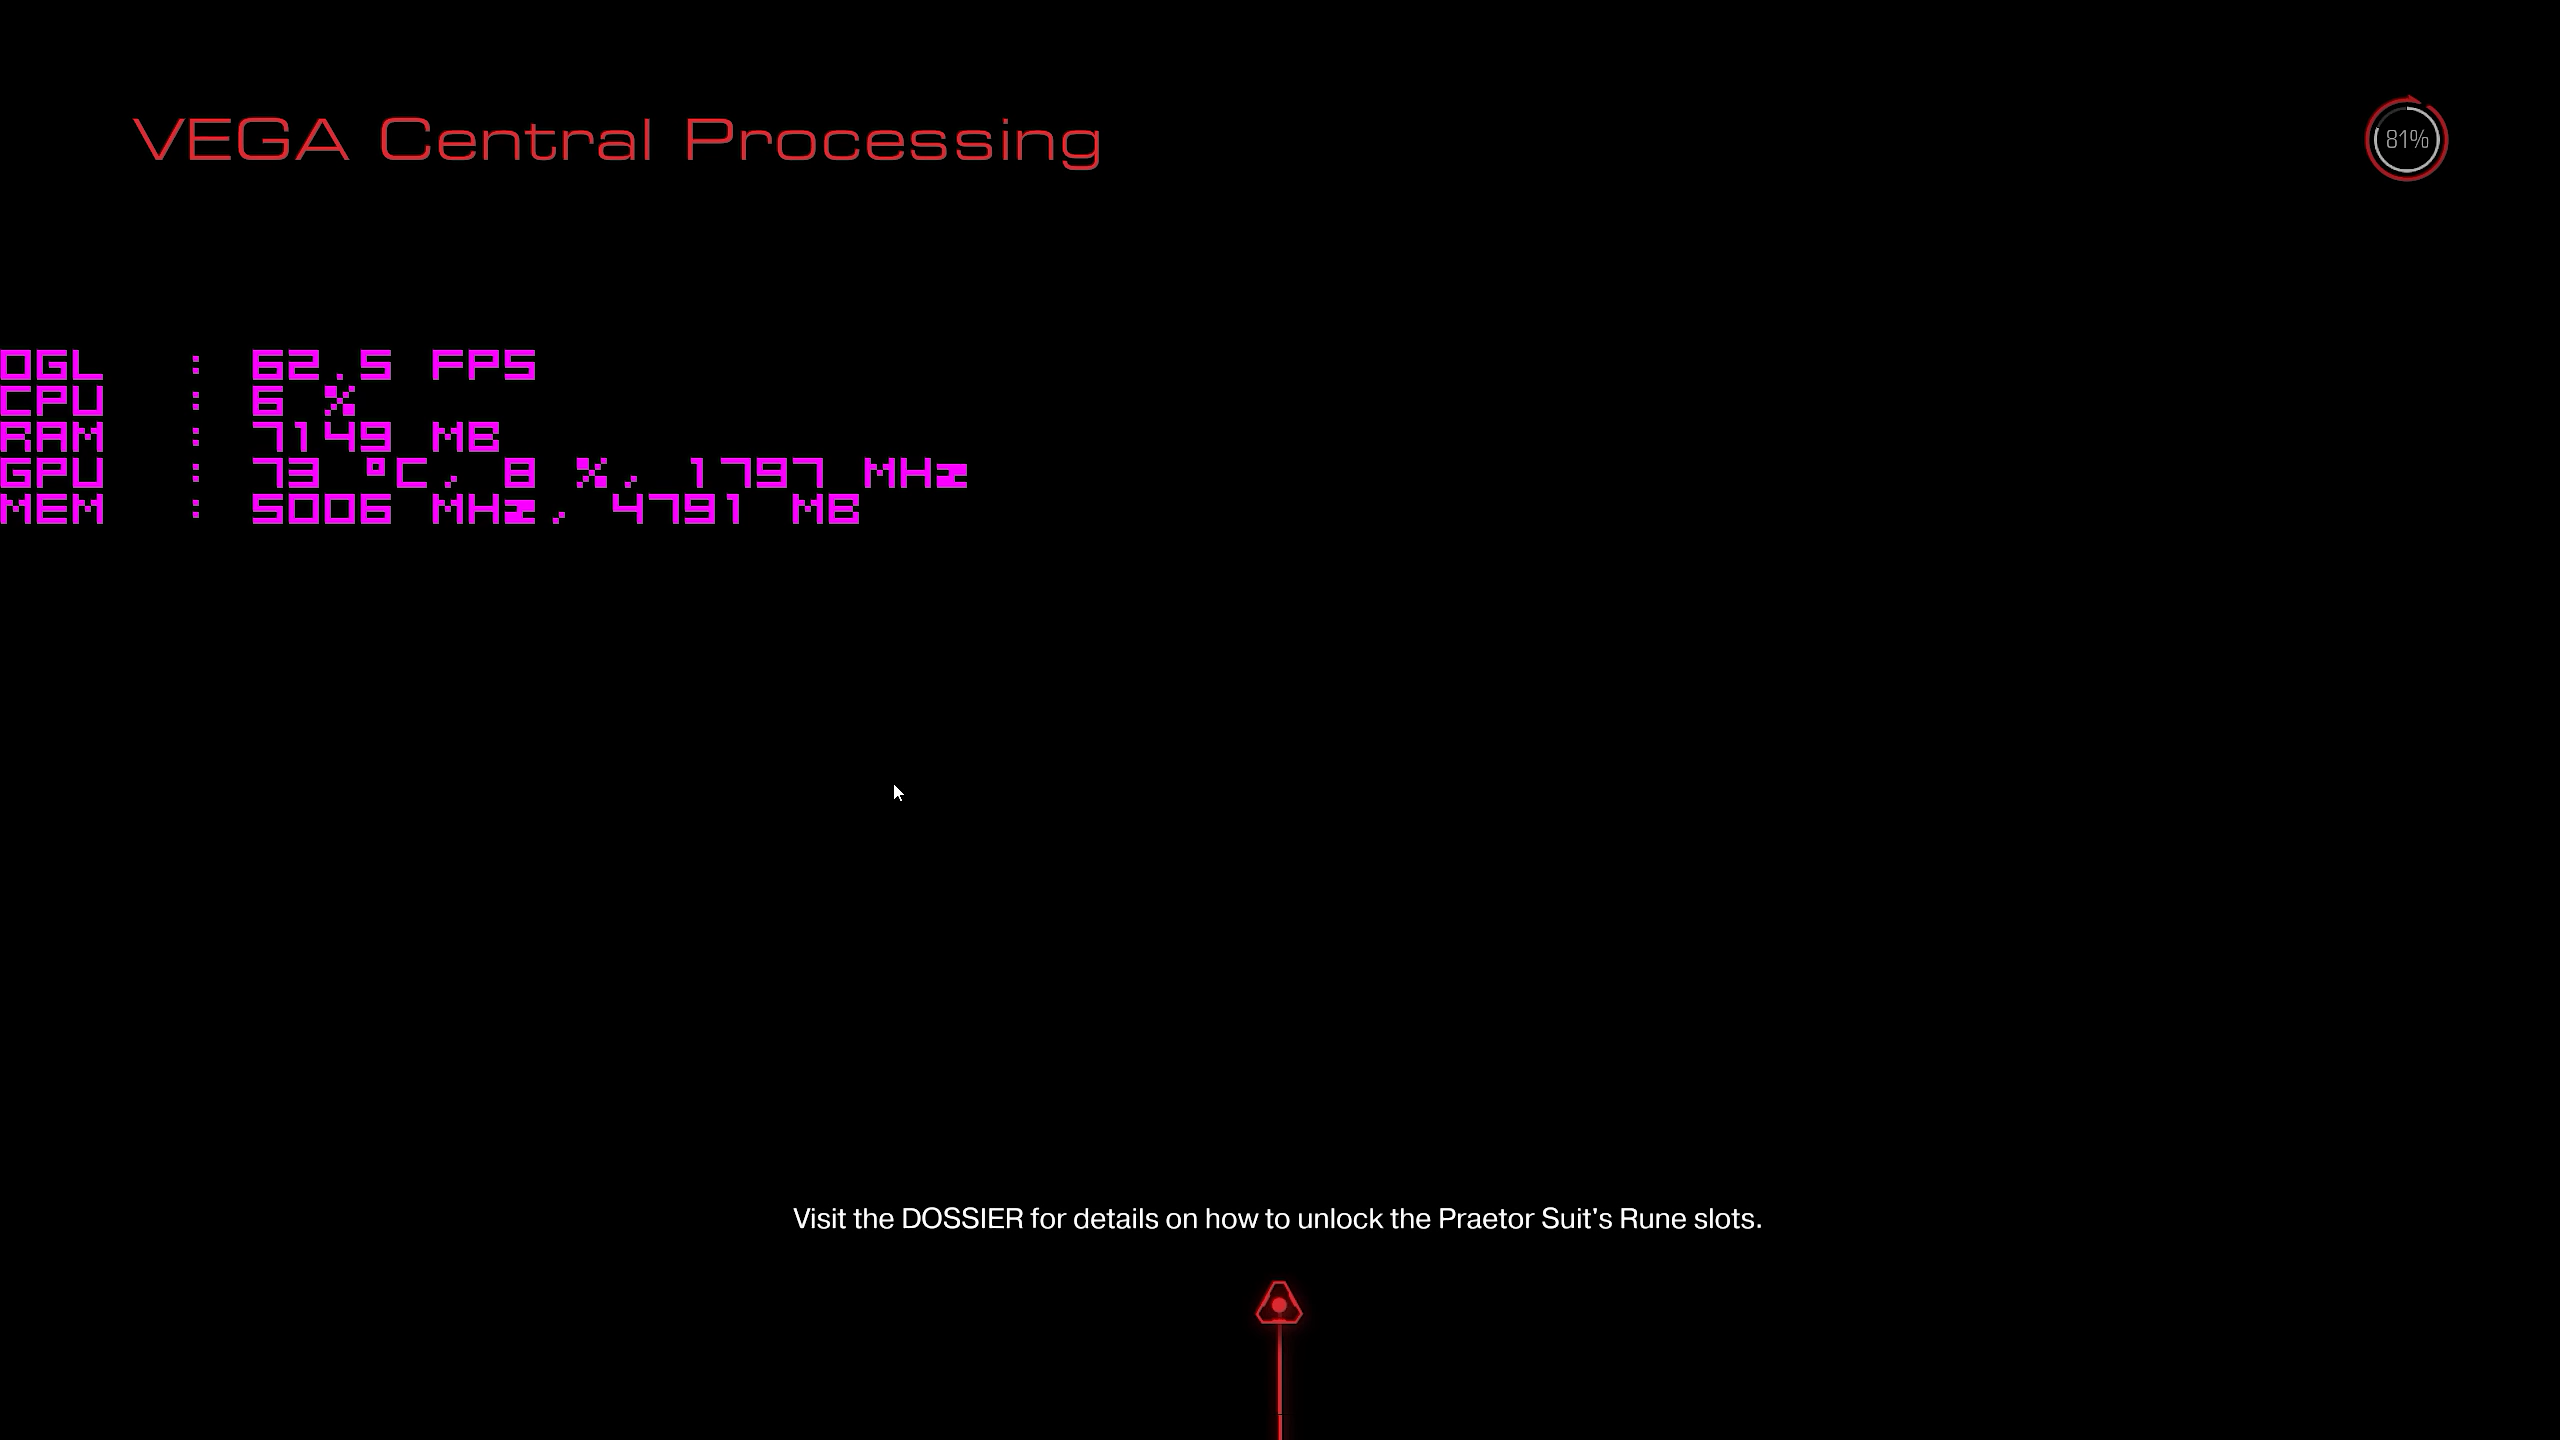 VEGA Central Processing
81%
OGL : 62.5 FPS
CPU : 6 %
RAM : 7149 MB
GPU : 73 °C, 8 %, 1797 MHz
MEM : 5006 MHz, 4791 MB
Visit the DOSSIER for details on how to unlock the Praetor Suit's Rune slots.